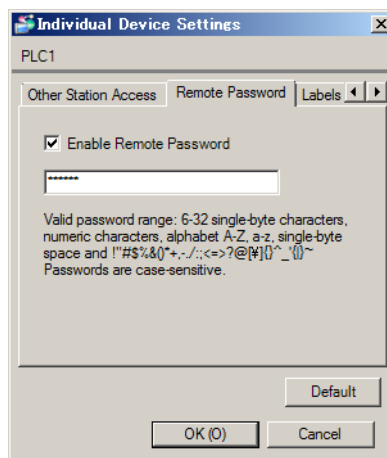 Individual Device Settings
PLC1
Other Station Access Remote Password Labels
Enable Remote Password
******
Valid password range: 6-32 single-byte characters,
numeric characters, alphabet A-Z, a-z, single-byte
space and !"#$%&()*+,-./:;<=>?@[¥]{}^_'{|}~
Passwords are case-sensitive.
Default
OK (O) Cancel